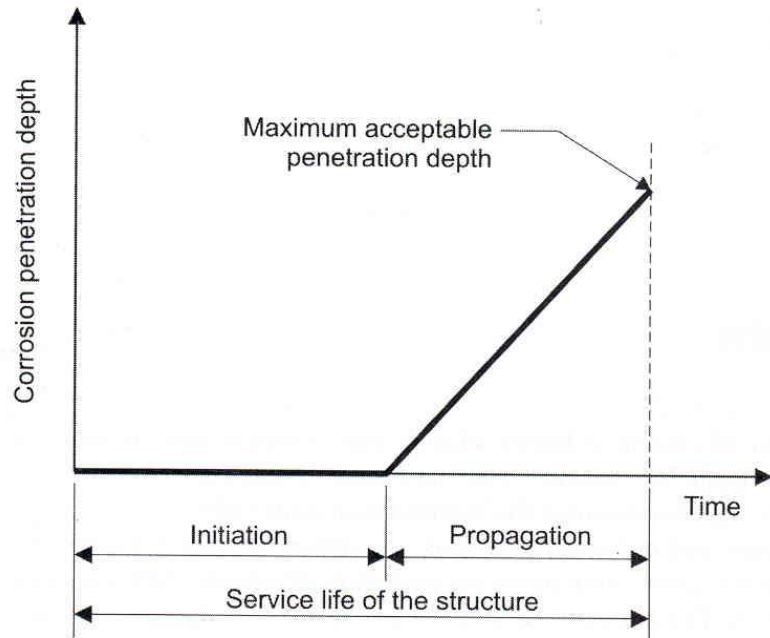 Corrosion penetration depth
Maximum acceptable
penetration depth
Time
Initiation
Propagation
Service life of the structure